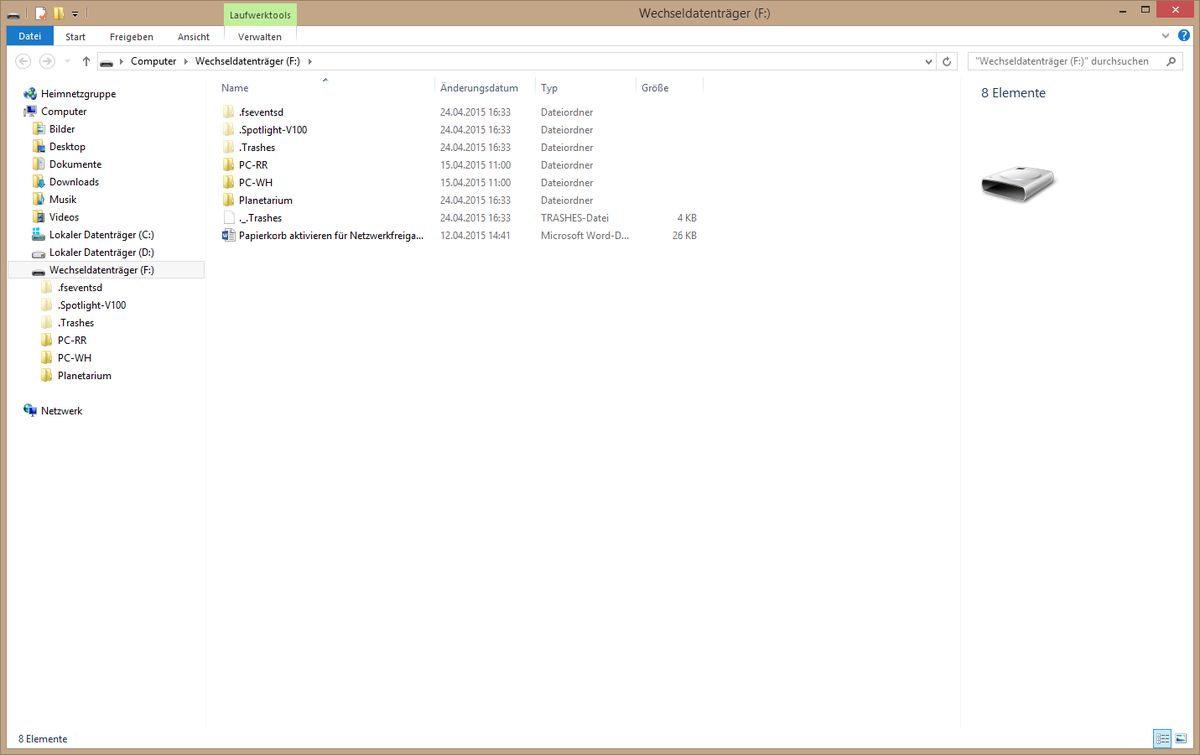 Laufwerktools
Wechseldatenträger (F:)
Datei Start Freigeben Ansicht Verwalten
Computer Wechseldatenträger (F:)
"Wechseldatenträger (F:)" durchsuchen
Heimnetzgruppe
Computer
Bilder
Desktop
Dokumente
Downloads
Musik
Videos
Lokaler Datenträger (C:)
Lokaler Datenträger (D:)
Wechseldatenträger (F:)
.fseventsd
.Spotlight-V100
.Trashes
PC-RR
PC-WH
Planetarium
Netzwerk
Name Änderungsdatum Typ Größe
.fseventsd 24.04.2015 16:33 Dateiordner
.Spotlight-V100 24.04.2015 16:33 Dateiordner
.Trashes 24.04.2015 16:33 Dateiordner
PC-RR 15.04.2015 11:00 Dateiordner
PC-WH 15.04.2015 11:00 Dateiordner
Planetarium 24.04.2015 16:33 Dateiordner
._.Trashes 24.04.2015 16:33 TRASHES-Datei 4 KB
Papierkorb aktivieren für Netzwerkfreiga... 12.04.2015 14:41 Microsoft Word-D... 26 KB
8 Elemente
8 Elemente